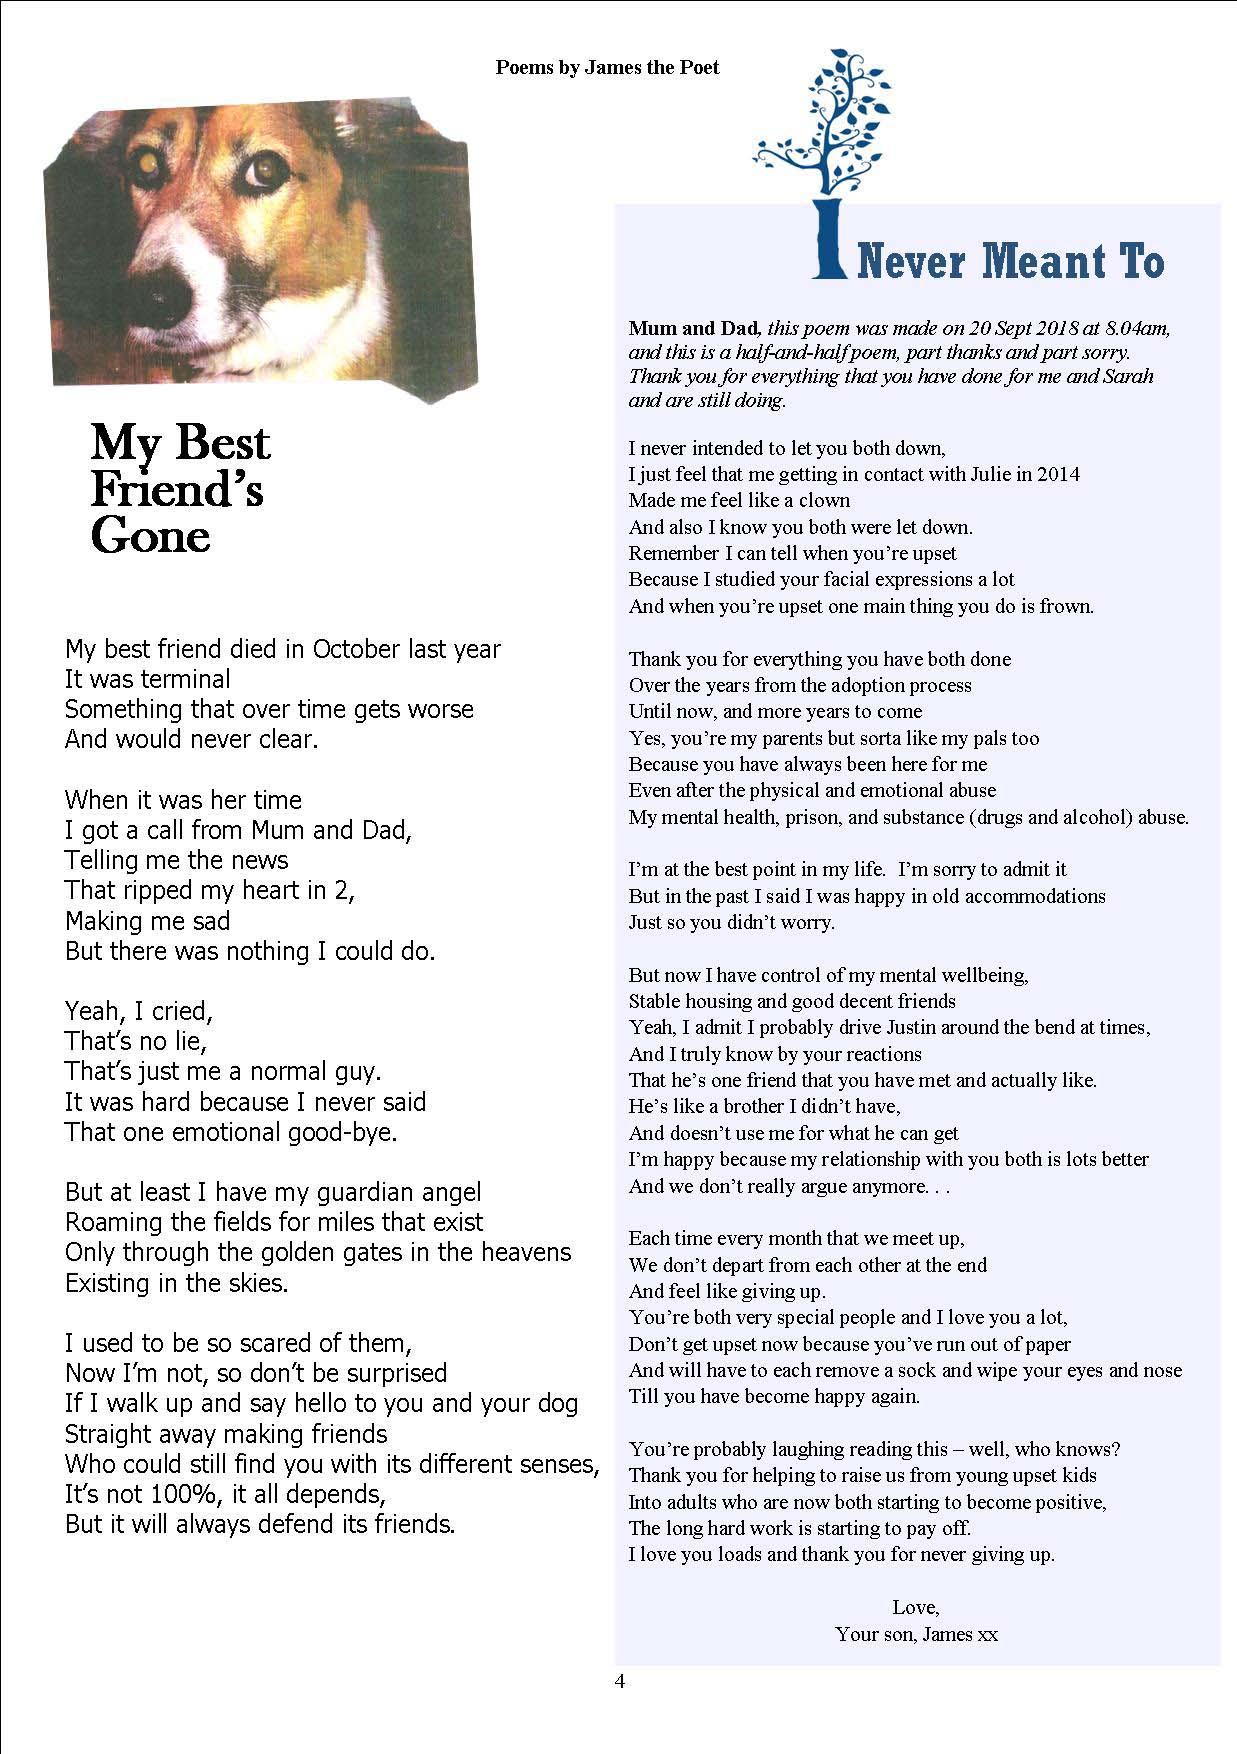 Poems by James the Poet
My Best
Friend’s
Gone
My best friend died in October last year
It was terminal
Something that over time gets worse
And would never clear.
When it was her time
I got a call from Mum and Dad,
Telling me the news
That ripped my heart in 2,
Making me sad
But there was nothing I could do.
Yeah, I cried,
That’s no lie,
That’s just me a normal guy.
It was hard because I never said
That one emotional good-bye.
But at least I have my guardian angel
Roaming the fields for miles that exist
Only through the golden gates in the heavens
Existing in the skies.
I used to be so scared of them,
Now I’m not, so don’t be surprised
If I walk up and say hello to you and your dog
Straight away making friends
Who could still find you with its different senses,
It’s not 100%, it all depends,
But it will always defend its friends.
I Never Meant To
Mum and Dad, this poem was made on 20 Sept 2018 at 8.04am,
and this is a half-and-half poem, part thanks and part sorry.
Thank you for everything that you have done for me and Sarah
and are still doing.
I never intended to let you both down,
I just feel that me getting in contact with Julie in 2014
Made me feel like a clown
And also I know you both were let down.
Remember I can tell when you’re upset
Because I studied your facial expressions a lot
And when you’re upset one main thing you do is frown.
Thank you for everything you have both done
Over the years from the adoption process
Until now, and more years to come
Yes, you’re my parents but sorta like my pals too
Because you have always been here for me
Even after the physical and emotional abuse
My mental health, prison, and substance (drugs and alcohol) abuse.
I’m at the best point in my life.  I’m sorry to admit it
But in the past I said I was happy in old accommodations
Just so you didn’t worry.
But now I have control of my mental wellbeing,
Stable housing and good decent friends
Yeah, I admit I probably drive Justin around the bend at times,
And I truly know by your reactions
That he’s one friend that you have met and actually like.
He’s like a brother I didn’t have,
And doesn’t use me for what he can get
I’m happy because my relationship with you both is lots better
And we don’t really argue anymore. . .
Each time every month that we meet up,
We don’t depart from each other at the end
And feel like giving up.
You’re both very special people and I love you a lot,
Don’t get upset now because you’ve run out of paper
And will have to each remove a sock and wipe your eyes and nose
Till you have become happy again.
You’re probably laughing reading this – well, who knows?
Thank you for helping to raise us from young upset kids
Into adults who are now both starting to become positive,
The long hard work is starting to pay off.
I love you loads and thank you for never giving up.
Love,
Your son, James xx
4